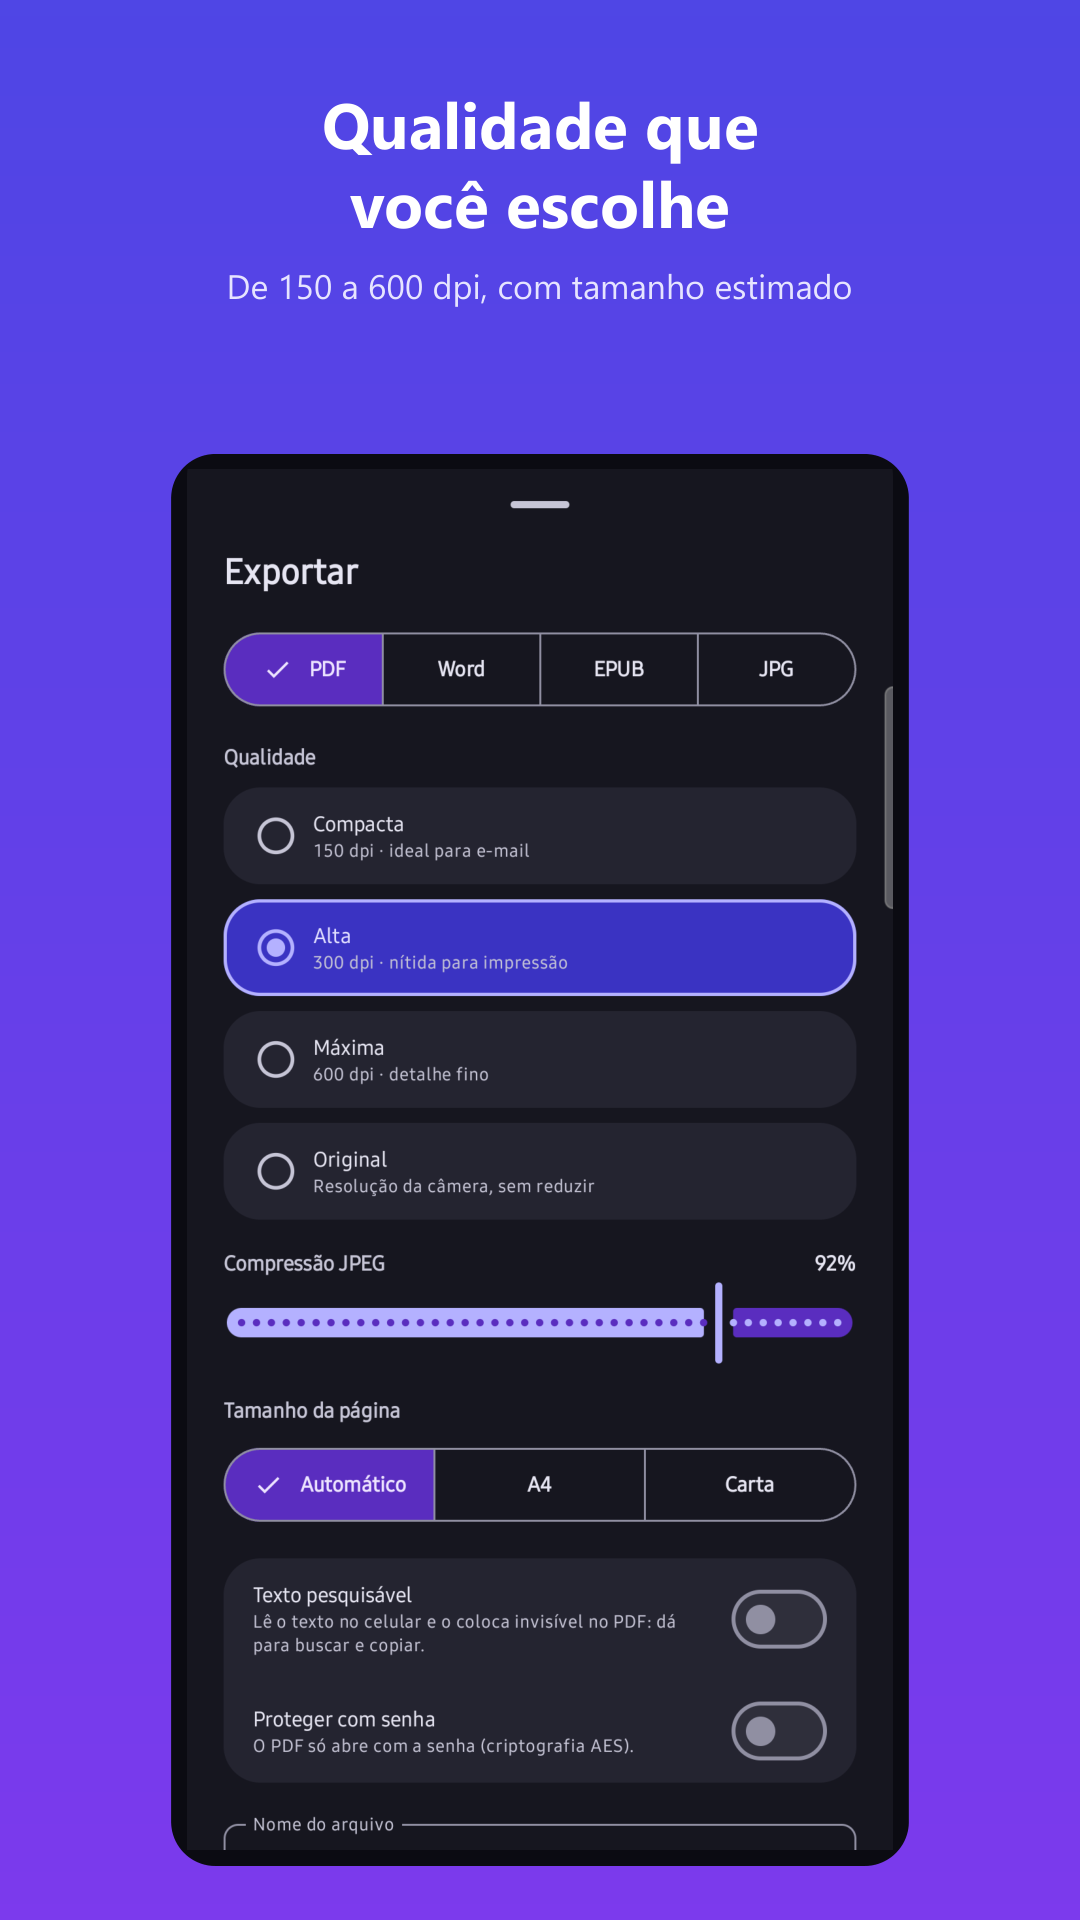 Qualidade que
você escolhe
De 150 a 600 dpi, com tamanho estimado
Exportar
PDF
Word
EPUB
JPG
Qualidade
Compacta
150 dpi · ideal para e-mail
Alta
300 dpi · nítida para impressão
Máxima
600 dpi · detalhe fino
Original
Resolução da câmera, sem reduzir
Compressão JPEG
92%
Tamanho da página
Automático
A4
Carta
Texto pesquisável
Lê o texto no celular e o coloca invisível no PDF: dá
para buscar e copiar.
Proteger com senha
O PDF só abre com a senha (criptografia AES).
Nome do arquivo